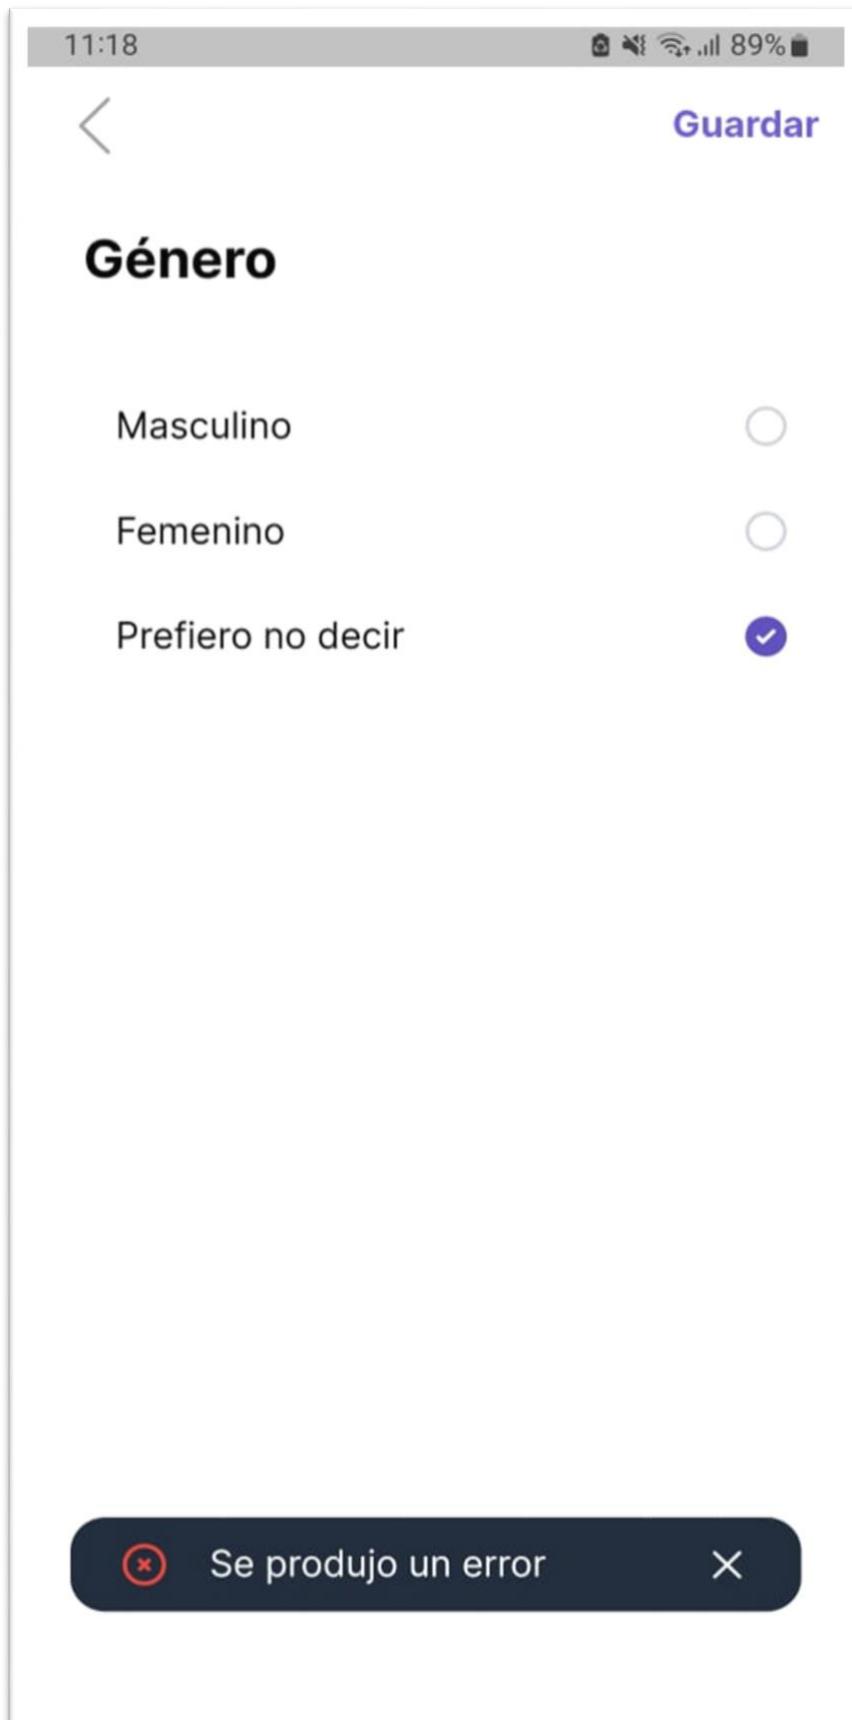 11:18 89%
Guardar
Género
Masculino
Femenino
Prefiero no decir
Se produjo un error